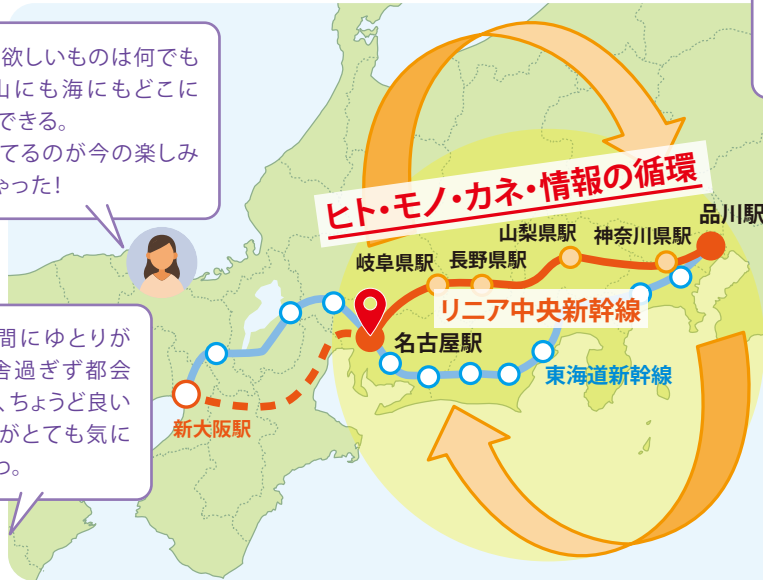 欲しいものは何でも
山にも海にもどこに
できる。
てるのが今の楽しみ
ゃった！
ヒト・モノ・カネ・情報の循環
品川駅
山梨県駅
神奈川県駅
岐阜県駅
長野県駅
リニア中央新幹線
名古屋駅
東海道新幹線
新大阪駅
間にゆとりが
舎過ぎず都会
、ちょうど良い
がとても気に
わ。